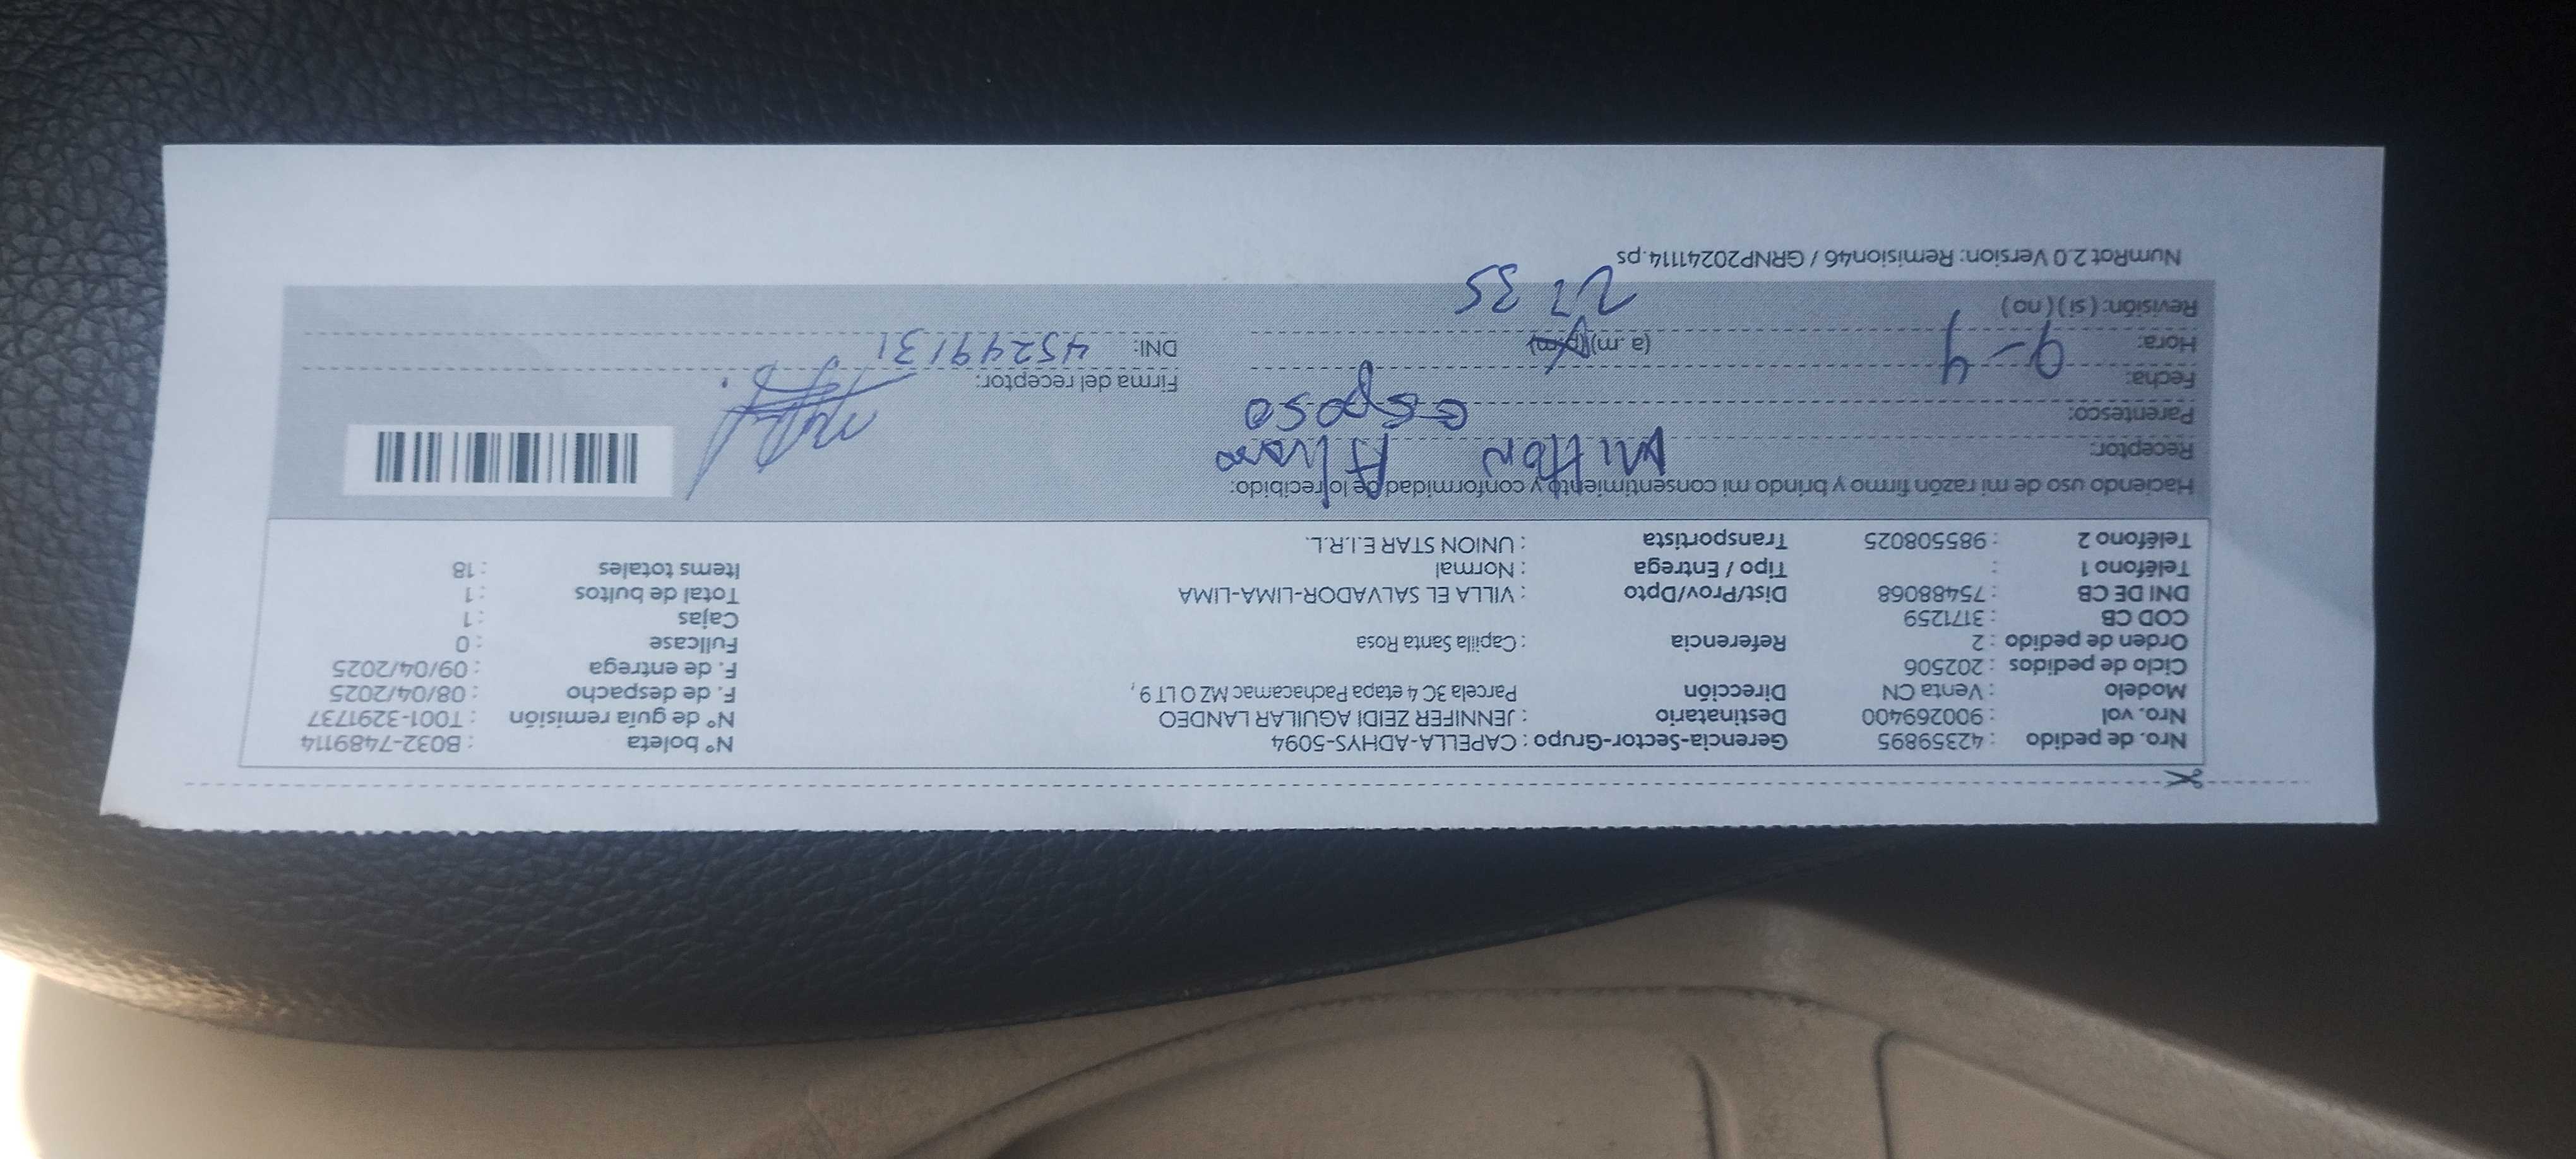 Nro. de pedido : 42359895 Gerencia-Sector-Grupo : CAPELLA-ADHYS-5094 N° boleta : B032-7489114
Nro. vol : 900269400 Destinatario : JENNIFER ZEIDI AGUILAR LANDEO N° de guía remisión : T001-3291737
Modelo : Venta CN Dirección Parcela 3C 4 etapa Pachacamac MZ O LT 9 , F. de despacho : 08/04/2025
Ciclo de pedidos : 202506 F. de entrega : 09/04/2025
Orden de pedido : 2 Referencia : Capilla Santa Rosa Fullcase : 0
COD CB : 3171259 Cajas : 1
DNI DE CB : 75488068 Dist/Prov/Dpto : VILLA EL SALVADOR-LIMA-LIMA Total de bultos : 1
Teléfono 1 : Tipo / Entrega : Normal Items totales : 18
Teléfono 2 : 985508025 Transportista : UNION STAR E.I.R.L.
Haciendo uso de mi razón firmo y brindo mi consentimiento y conformidad de lo recibido:
Receptor: Milton
Parentesco: esposo
Fecha: 9-4 Firma del receptor:
Hora: (a.m)(p.m) DNI: 45249131
Revisión: ( si ) ( no ) 35
NumRot 2.0 Version: Remision46 / GRNP20241114.ps